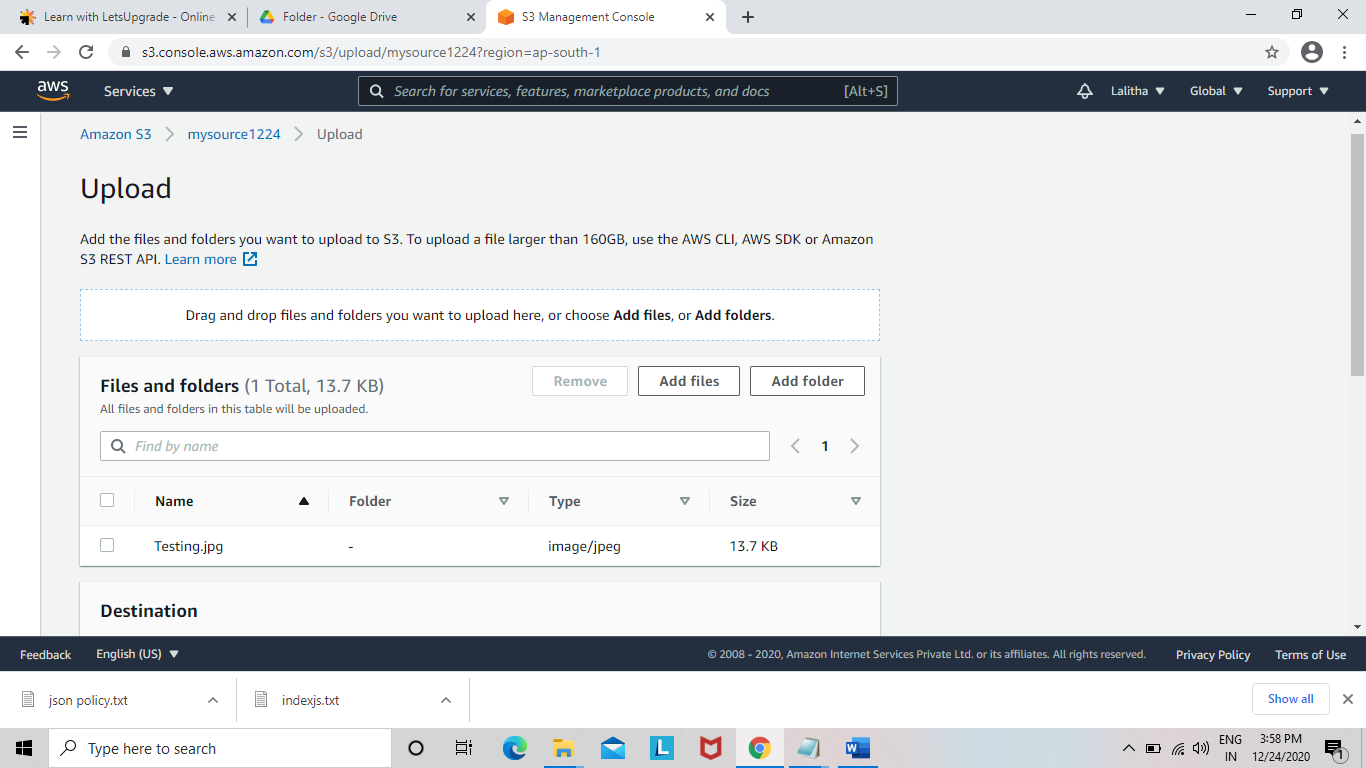 Learn with LetsUpgrade - Online
Folder - Google Drive
S3 Management Console
s3.console.aws.amazon.com/s3/upload/mysource1224?region=ap-south-1
aws
Services
Search for services, features, marketplace products, and docs
[Alt+S]
Lalitha
Global
Support
Amazon S3
mysource1224
Upload
Upload
Add the files and folders you want to upload to S3. To upload a file larger than 160GB, use the AWS CLI, AWS SDK or Amazon
S3 REST API. Learn more
Drag and drop files and folders you want to upload here, or choose Add files, or Add folders.
Files and folders (1 Total, 13.7 KB)
Remove
Add files
Add folder
All files and folders in this table will be uploaded.
Find by name
1
Name
Folder
Type
Size
Testing.jpg
-
image/jpeg
13.7 KB
Destination
Feedback
English (US)
© 2008 - 2020, Amazon Internet Services Private Ltd. or its affiliates. All rights reserved.
Privacy Policy
Terms of Use
json policy.txt
indexjs.txt
Show all
Type here to search
L
W
ENG
IN
3:58 PM
12/24/2020
1